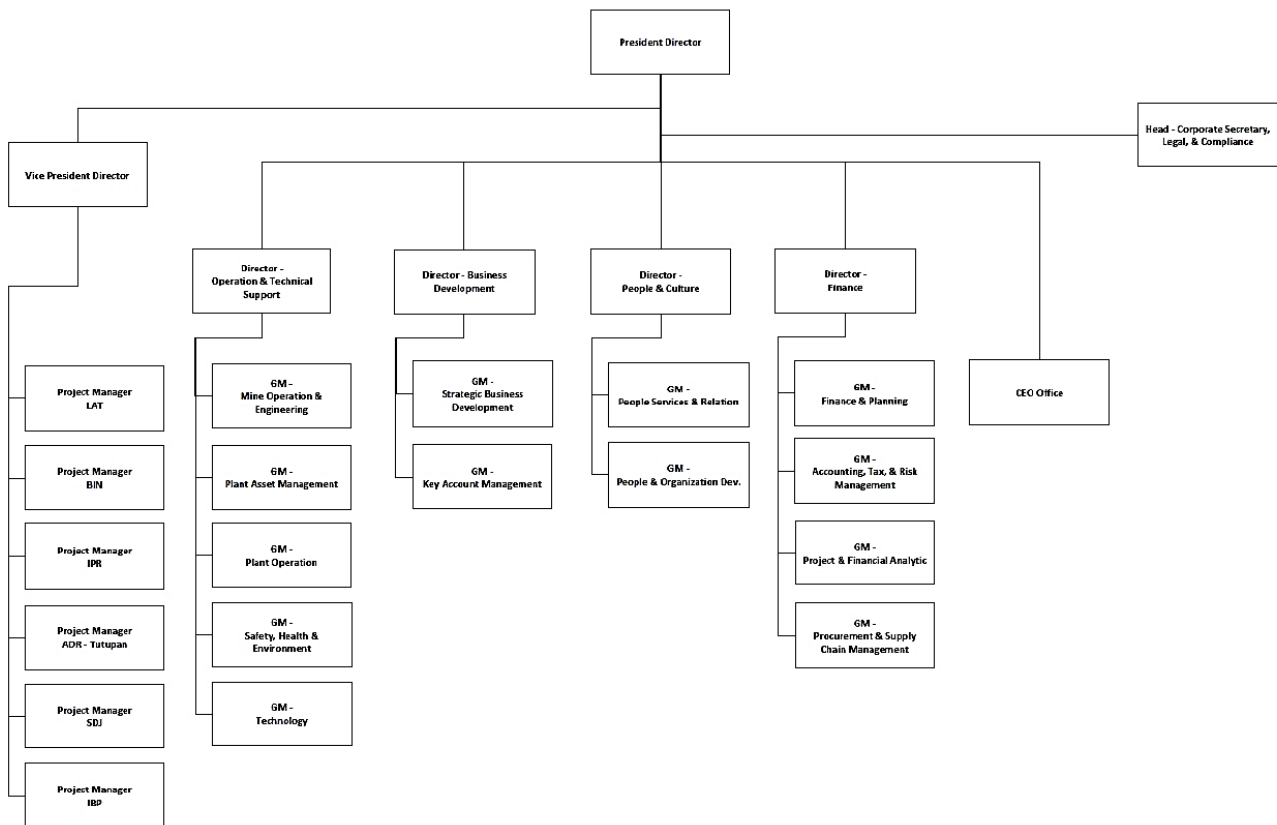 President Director
Head - Corporate Secretary,
Legal, & Compliance
Vice President Director
Director -
Operation & Technical
Support
Director - Business
Development
Director -
People & Culture
Director -
Finance
Project Manager
LAT
Project Manager
BIN
Project Manager
IPR
Project Manager
ADR - Tutupan
Project Manager
SDJ
Project Manager
IBP
GM -
Mine Operation &
Engineering
GM -
Plant Asset Management
GM -
Plant Operation
GM -
Safety, Health &
Environment
GM -
Technology
GM -
Strategic Business
Development
GM -
Key Account Management
GM -
People Services & Relation
GM -
People & Organization Dev.
GM -
Finance & Planning
GM -
Accounting, Tax, & Risk
Management
GM -
Project & Financial Analytic
GM -
Procurement & Supply
Chain Management
CEO Office